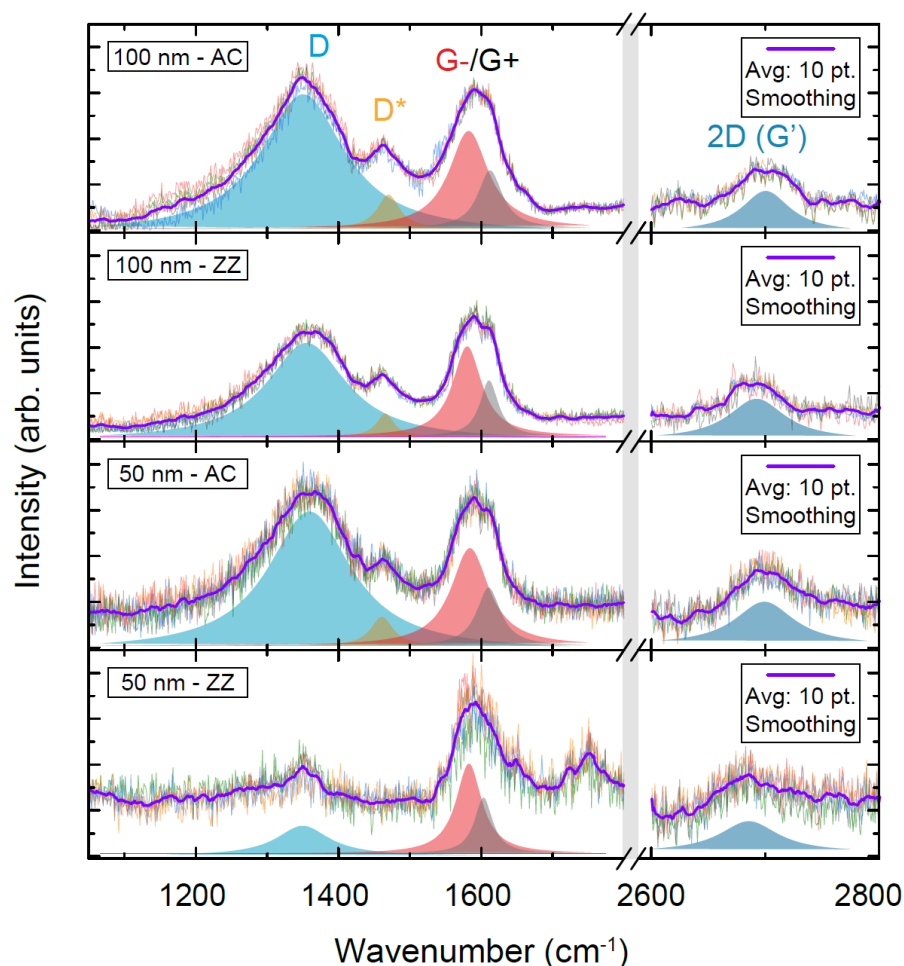 100 nm - AC
D
D*
G-/G+
Avg: 10 pt.
Smoothing
2D (G’)
100 nm - ZZ
Avg: 10 pt.
Smoothing
50 nm - AC
Avg: 10 pt.
Smoothing
50 nm - ZZ
Avg: 10 pt.
Smoothing
Intensity (arb. units)
1200 1400 1600 2600 2800
Wavenumber (cm⁻¹)